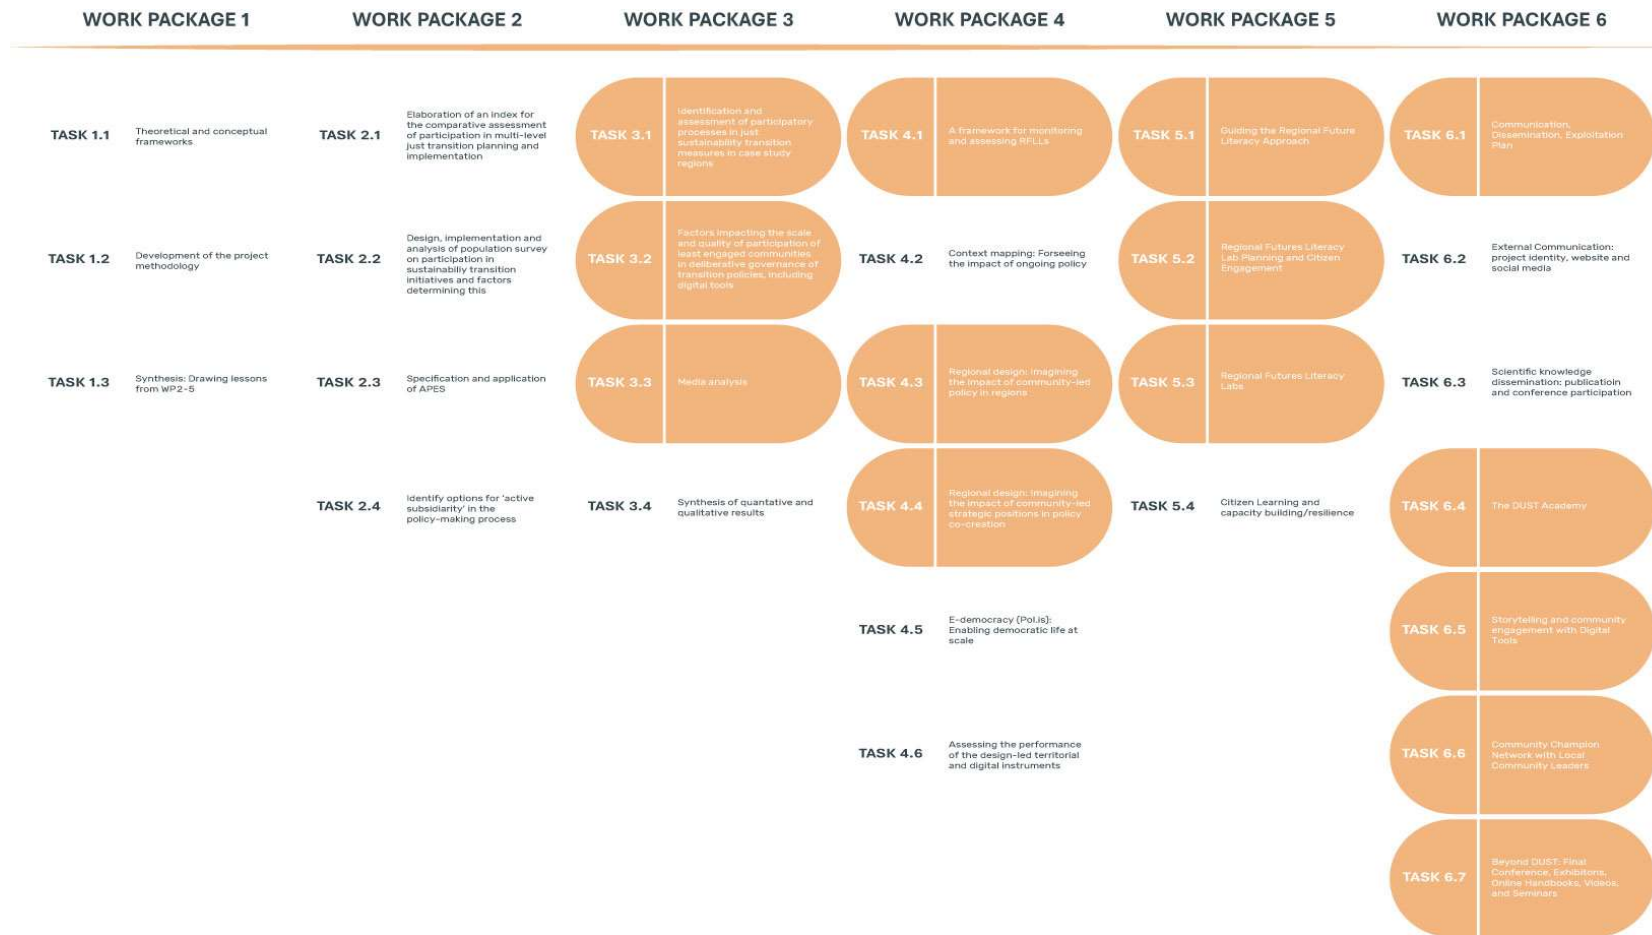 WORK PACKAGE 1
WORK PACKAGE 2
WORK PACKAGE 3
WORK PACKAGE 4
WORK PACKAGE 5
WORK PACKAGE 6
TASK 1.1
Theoretical and conceptual
frameworks
TASK 2.1
Elaboration of an index for
the comparative assessment
of participation in multi-level
just transition planning and
implementation
TASK 3.1
Identification and
assessment of participatory
processes in just
sustainability transition
measures in case study
regions
TASK 4.1
A framework for monitoring
and assessing RFLLs
TASK 5.1
Guiding the Regional Future
Literacy Approach
TASK 6.1
Communication,
Dissemination, Exploitation
Plan
TASK 1.2
Development of the project
methodology
TASK 2.2
Design, implementation and
analysis of population survey
on participation in
sustainabiliy transition
initiatives and factors
determining this
TASK 3.2
Factors impacting the scale
and quality of participation of
least engaged communities
in deliberative governance of
transition policies, including
digital tools
TASK 4.2
Context mapping: Forseeing
the impact of ongoing policy
TASK 5.2
Regional Futures Literacy
Lab Planning and Citizen
Engagement
TASK 6.2
External Communication:
project identity, website and
social media
TASK 1.3
Synthesis: Drawing lessons
from WP2-5
TASK 2.3
Specification and application
of APES
TASK 3.3
Media analysis
TASK 4.3
Regional design: Imagining
the impact of community-led
policy in regions
TASK 5.3
Regional Futures Literacy
Labs
TASK 6.3
Scientific knowledge
dissemination: publicatioin
and conference participation
TASK 2.4
Identify options for 'active
subsidiarity' in the
policy-making process
TASK 3.4
Synthesis of quantative and
qualitative results
TASK 4.4
Regional design: Imagining
the impact of community-led
strategic positions in policy
co-creation
TASK 5.4
Citizen Learning and
capacity building/resilience
TASK 6.4
The DUST Academy
TASK 4.5
E-democracy (Pol.is):
Enabling democratic life at
scale
TASK 6.5
Storytelling and community
engagement with Digital
Tools
TASK 4.6
Assessing the performance
of the design-led territorial
and digital instruments
TASK 6.6
Community Champion
Network with Local
Community Leaders
TASK 6.7
Beyond DUST: Final
Conference, Exhibitons,
Online Handbooks, Videos,
and Seminars